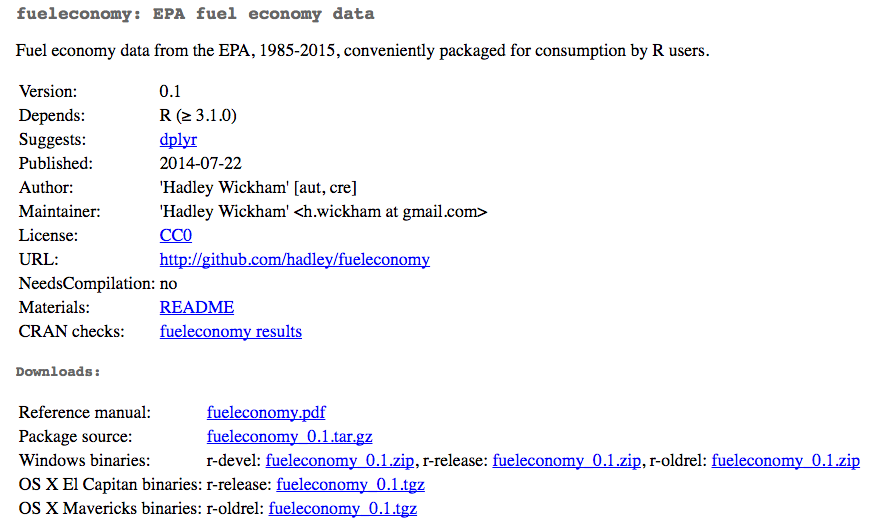 fueleconomy: EPA fuel economy data
Fuel economy data from the EPA, 1985-2015, conveniently packaged for consumption by R users.
Version: 0.1
Depends: R (≥ 3.1.0)
Suggests: dplyr
Published: 2014-07-22
Author: 'Hadley Wickham' [aut, cre]
Maintainer: 'Hadley Wickham' <h.wickham at gmail.com>
License: CC0
URL: http://github.com/hadley/fueleconomy
NeedsCompilation: no
Materials: README
CRAN checks: fueleconomy results
Downloads:
Reference manual: fueleconomy.pdf
Package source: fueleconomy_0.1.tar.gz
Windows binaries: r-devel: fueleconomy_0.1.zip, r-release: fueleconomy_0.1.zip, r-oldrel: fueleconomy_0.1.zip
OS X El Capitan binaries: r-release: fueleconomy_0.1.tgz
OS X Mavericks binaries: r-oldrel: fueleconomy_0.1.tgz